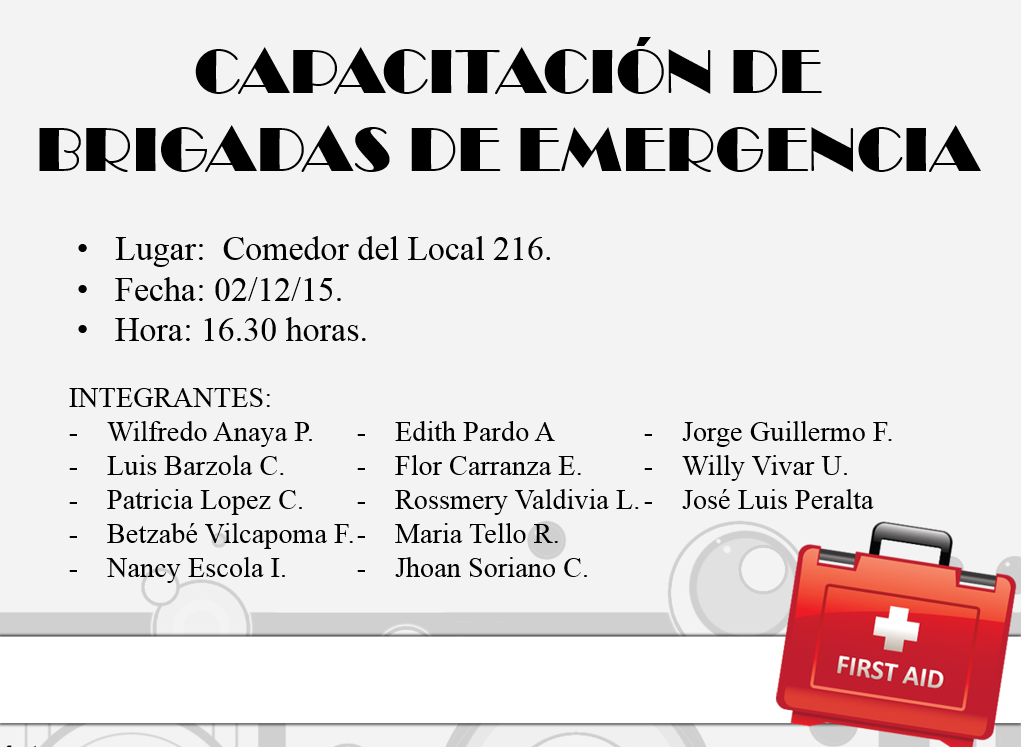 CAPACITACIÓN DE
BRIGADAS DE EMERGENCIA
• Lugar:  Comedor del Local 216.
• Fecha: 02/12/15.
• Hora: 16.30 horas.
INTEGRANTES:
- Wilfredo Anaya P.
- Luis Barzola C.
- Patricia Lopez C.
- Betzabé Vilcapoma F.
- Nancy Escola I.
- Edith Pardo A
- Flor Carranza E.
- Rossmery Valdivia L.
- Maria Tello R.
- Jhoan Soriano C.
- Jorge Guillermo F.
- Willy Vivar U.
- José Luis Peralta
FIRST AID